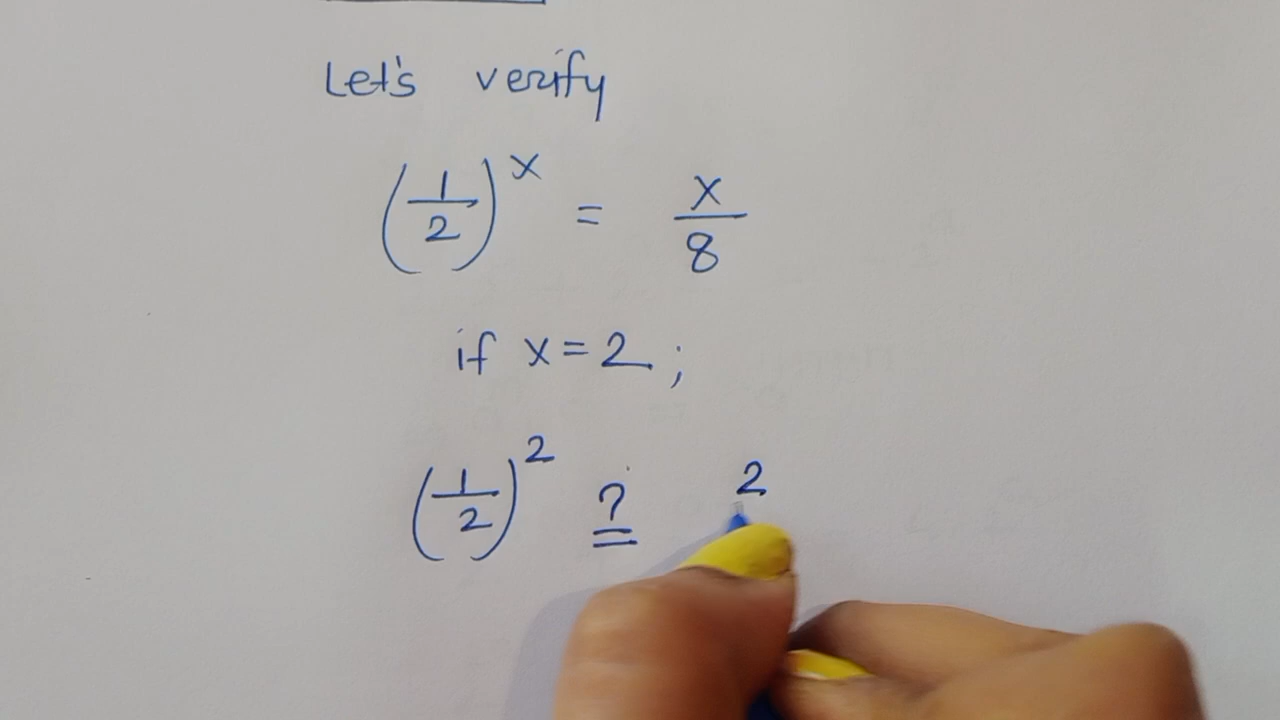 Let's verify
(1/2)^x = x/8
if x=2;
(1/2)^2 ?= 2